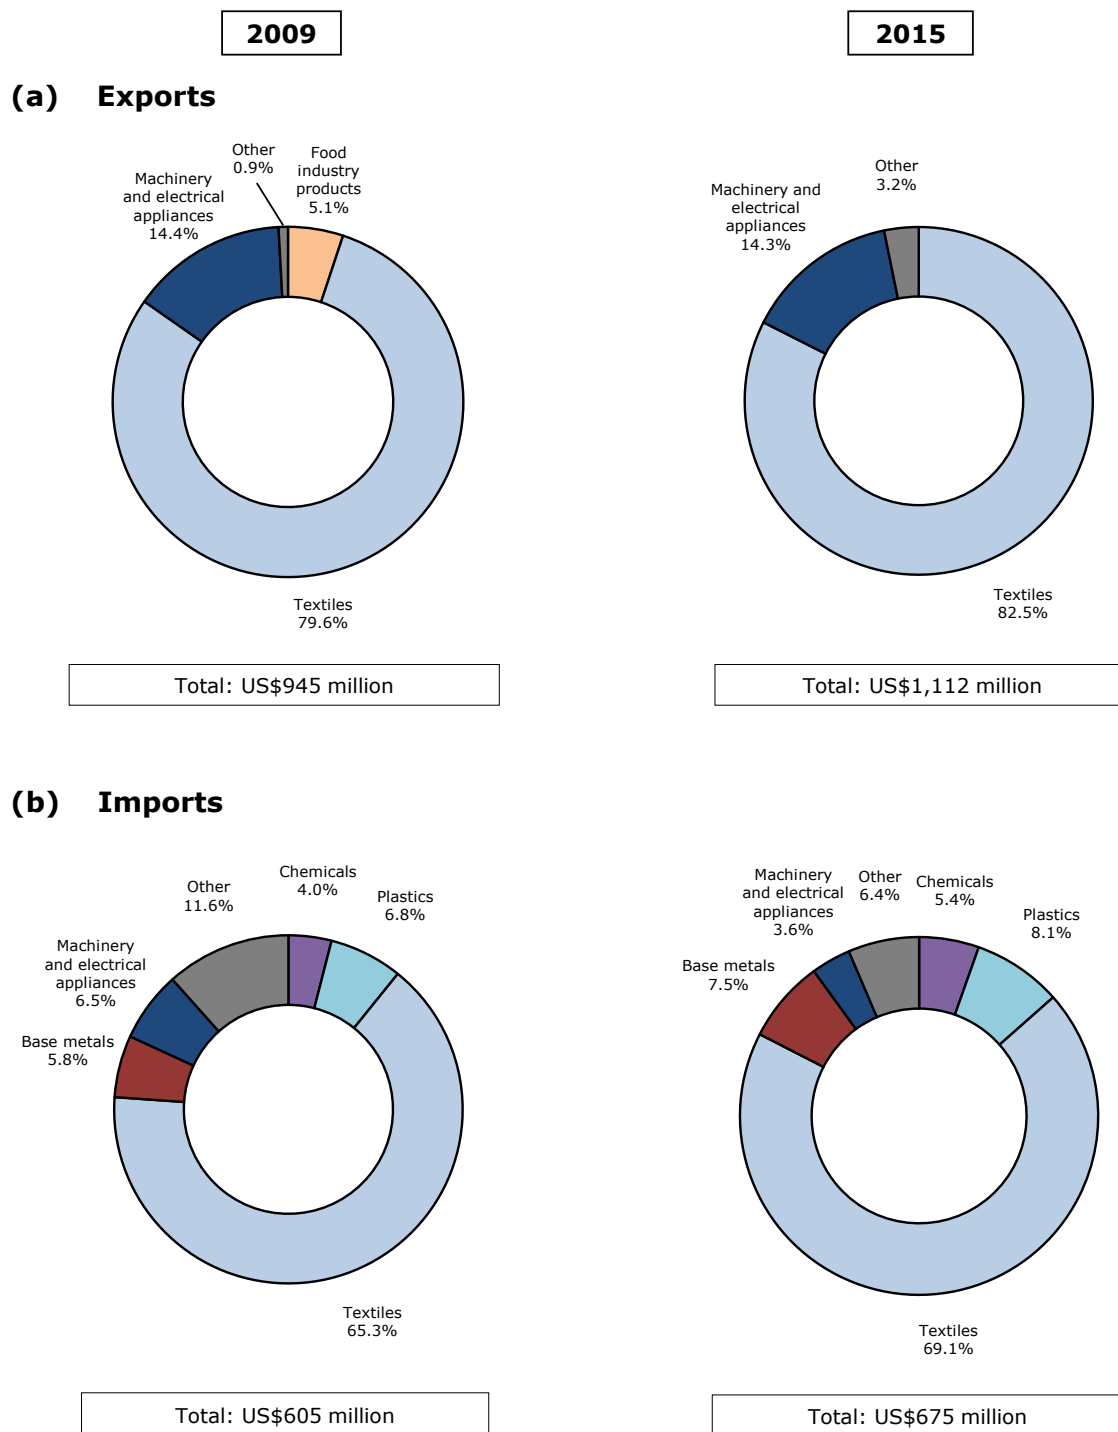 2009
2015
(a) Exports
Other
0.9%
Food
industry
products
5.1%
Machinery
and electrical
appliances
14.4%
Textiles
79.6%
Total: US$945 million
Other
3.2%
Machinery and
electrical
appliances
14.3%
Textiles
82.5%
Total: US$1,112 million
(b) Imports
Chemicals
4.0%
Plastics
6.8%
Other
11.6%
Machinery
and electrical
appliances
6.5%
Base metals
5.8%
Textiles
65.3%
Total: US$605 million
Machinery
and electrical
appliances
3.6%
Other
6.4%
Chemicals
5.4%
Plastics
8.1%
Base metals
7.5%
Textiles
69.1%
Total: US$675 million